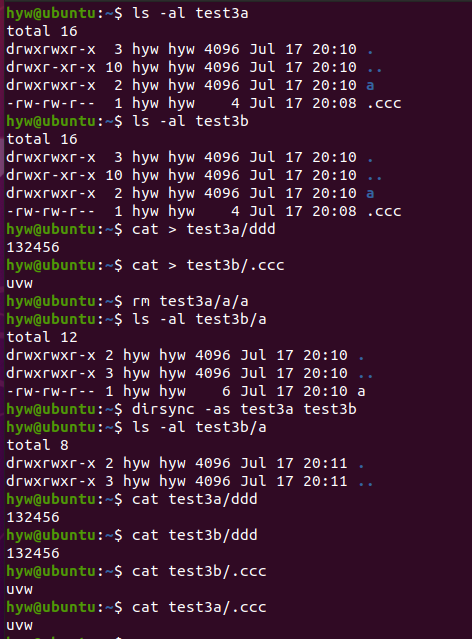 hyw@ubuntu:~$ ls -al test3a
total 16
drwxrwxr-x  3 hyw hyw 4096 Jul 17 20:10 .
drwxr-xr-x 10 hyw hyw 4096 Jul 17 20:10 ..
drwxrwxr-x  2 hyw hyw 4096 Jul 17 20:10 a
-rw-rw-r--  1 hyw hyw    4 Jul 17 20:08 .ccc
hyw@ubuntu:~$ ls -al test3b
total 16
drwxrwxr-x  3 hyw hyw 4096 Jul 17 20:10 .
drwxr-xr-x 10 hyw hyw 4096 Jul 17 20:10 ..
drwxrwxr-x  2 hyw hyw 4096 Jul 17 20:10 a
-rw-rw-r--  1 hyw hyw    4 Jul 17 20:08 .ccc
hyw@ubuntu:~$ cat > test3a/ddd
132456
hyw@ubuntu:~$ cat > test3b/.ccc
uvw
hyw@ubuntu:~$ rm test3a/a/a
hyw@ubuntu:~$ ls -al test3b/a
total 12
drwxrwxr-x 2 hyw hyw 4096 Jul 17 20:10 .
drwxrwxr-x 3 hyw hyw 4096 Jul 17 20:10 ..
-rw-rw-r-- 1 hyw hyw    6 Jul 17 20:10 a
hyw@ubuntu:~$ dirsync -as test3a test3b
hyw@ubuntu:~$ ls -al test3b/a
total 8
drwxrwxr-x 2 hyw hyw 4096 Jul 17 20:11 .
drwxrwxr-x 3 hyw hyw 4096 Jul 17 20:11 ..
hyw@ubuntu:~$ cat test3a/ddd
132456
hyw@ubuntu:~$ cat test3b/ddd
132456
hyw@ubuntu:~$ cat test3b/.ccc
uvw
hyw@ubuntu:~$ cat test3a/.ccc
uvw